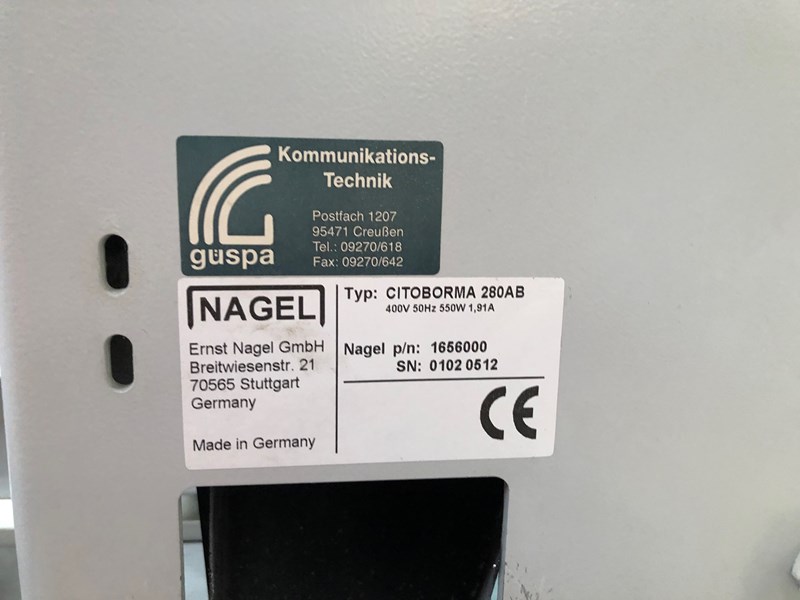 Kommunikations-
Technik
Postfach 1207
95471 Creußen
Tel.: 09270/618
Fax: 09270/642
güspa
NAGEL
Ernst Nagel GmbH
Breitwiesenstr. 21
70565 Stuttgart
Germany
Made in Germany
Typ: CITOBORMA 280AB
400V 50Hz 550W 1,91A
Nagel p/n: 1656000
SN: 0102 0512
CE